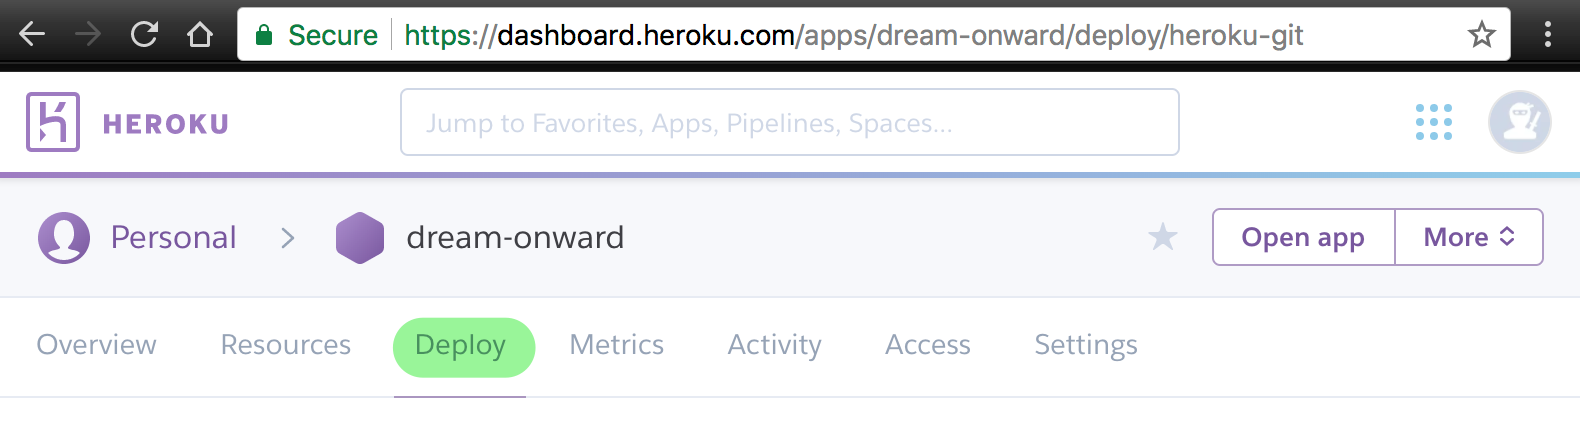 Secure https://dashboard.heroku.com/apps/dream-onward/deploy/heroku-git
HEROKU Jump to Favorites, Apps, Pipelines, Spaces...
Personal > dream-onward Open app More
Overview Resources Deploy Metrics Activity Access Settings